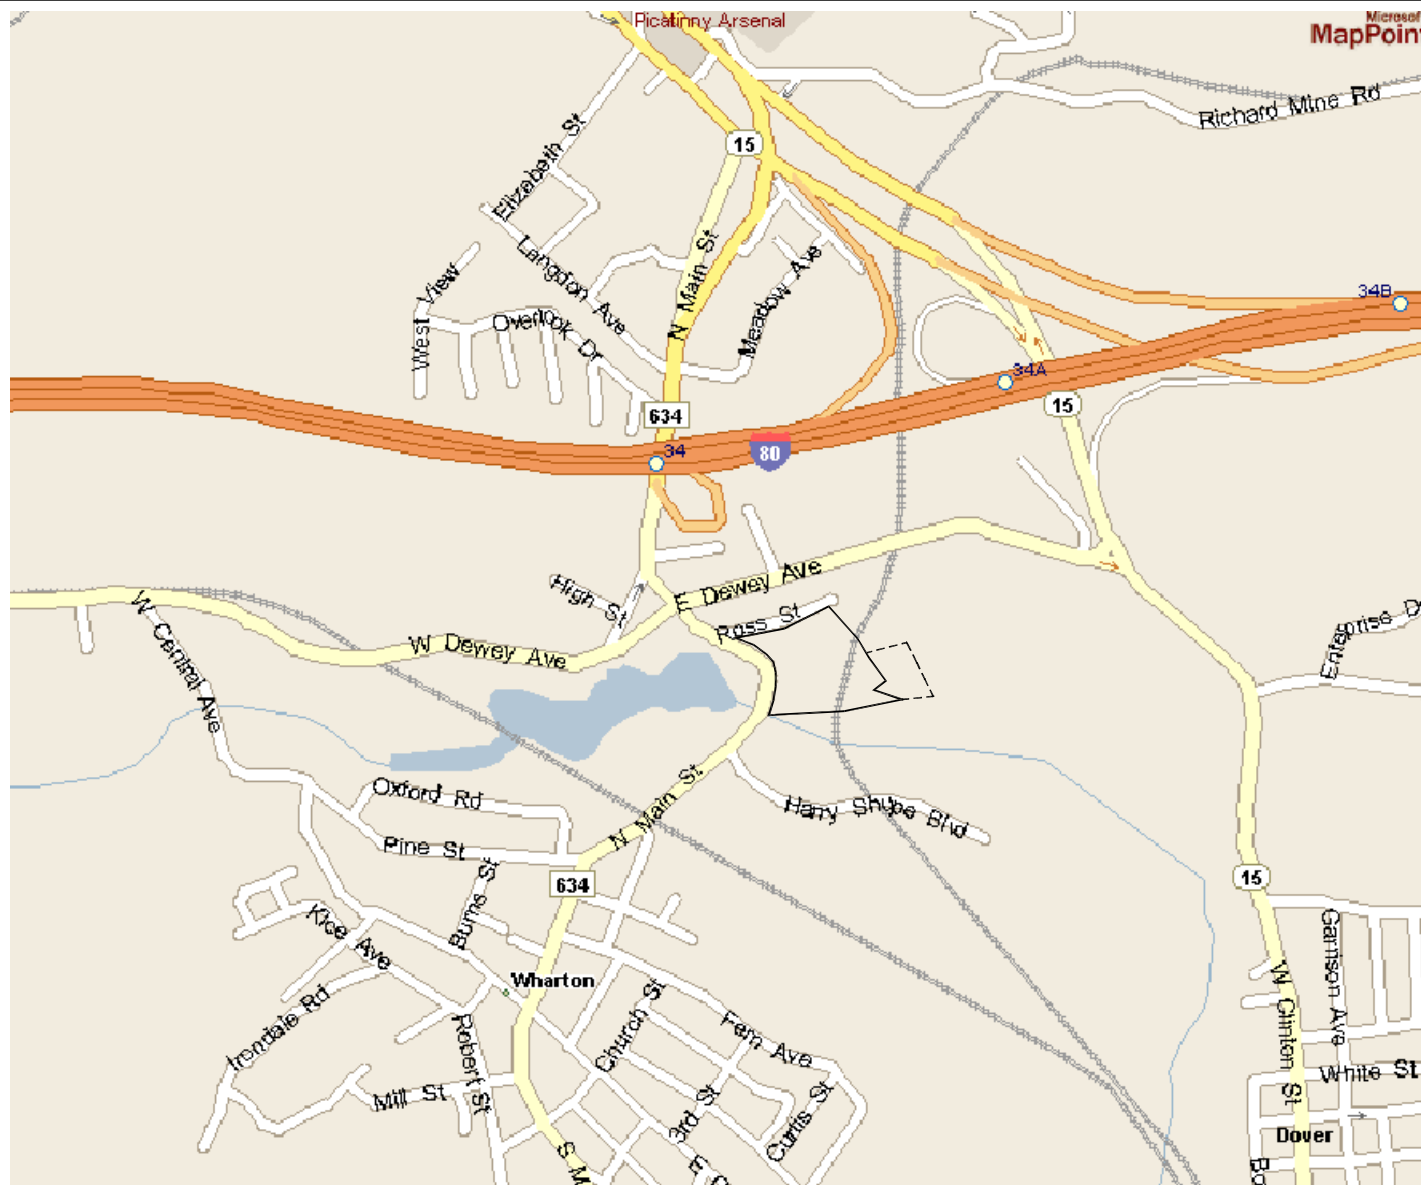 Picatinny Arsenal
Microsof
MapPoin
Richard Mine Rd
15
Elizabeth St
Langdon Ave
N Main St
Meadow Ave
West View
Overlook Dr
34B
34A
15
634
34
80
E Dewey Ave
High St
Ross St
W Dewey Ave
W Central Ave
Enterprise D
Oxford Rd
N Main St
Harry Shupe Blvd
Pine St
634
15
Burns St
Kice Ave
Wharton
Garrison Ave
W Clinton St
Irondale Rd
Church St
Fern Ave
Robert St
Mill St
3rd St
Curtis St
White St
Dover
S M
E C
Bo